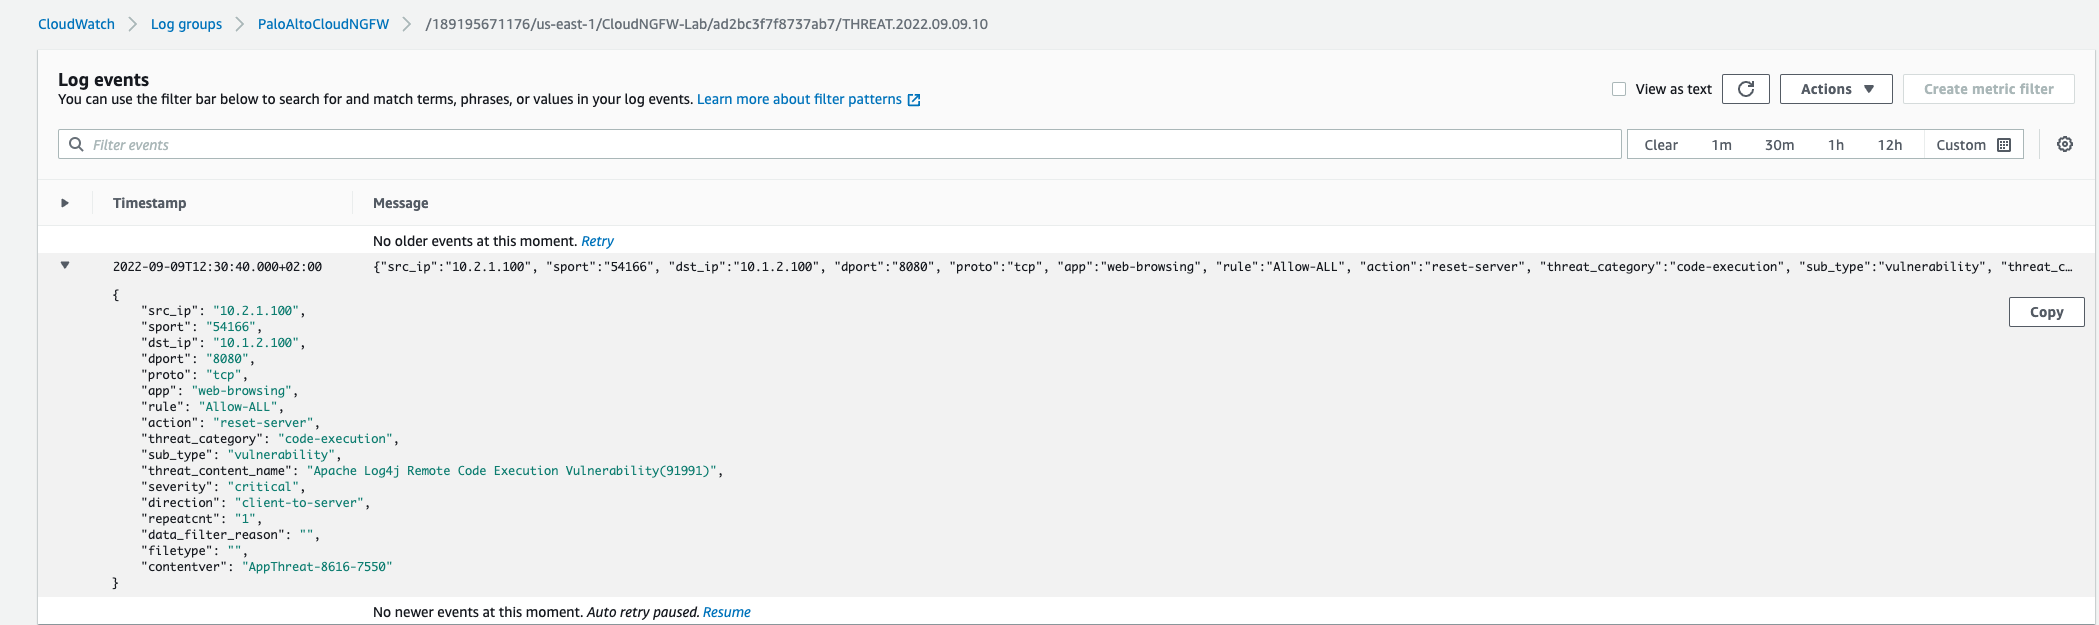 CloudWatch > Log groups > PaloAltoCloudNGFW > /189195671176/us-east-1/CloudNGFW-Lab/ad2bc3f7f8737ab7/THREAT.2022.09.09.10
Log events
You can use the filter bar below to search for and match terms, phrases, or values in your log events. Learn more about filter patterns
View as text
Actions ▼
Create metric filter
Filter events
Clear 1m 30m 1h 12h Custom
Timestamp Message
No older events at this moment. Retry
2022-09-09T12:30:40.000+02:00 {"src_ip":"10.2.1.100", "sport":"54166", "dst_ip":"10.1.2.100", "dport":"8080", "proto":"tcp", "app":"web-browsing", "rule":"Allow-ALL", "action":"reset-server", "threat_category":"code-execution", "sub_type":"vulnerability", "threat_c…
{
"src_ip": "10.2.1.100",
Copy
"sport": "54166",
"dst_ip": "10.1.2.100",
"dport": "8080",
"proto": "tcp",
"app": "web-browsing",
"rule": "Allow-ALL",
"action": "reset-server",
"threat_category": "code-execution",
"sub_type": "vulnerability",
"threat_content_name": "Apache Log4j Remote Code Execution Vulnerability(91991)",
"severity": "critical",
"direction": "client-to-server",
"repeatcnt": "1",
"data_filter_reason": "",
"filetype": "",
"contentver": "AppThreat-8616-7550"
}
No newer events at this moment. Auto retry paused. Resume